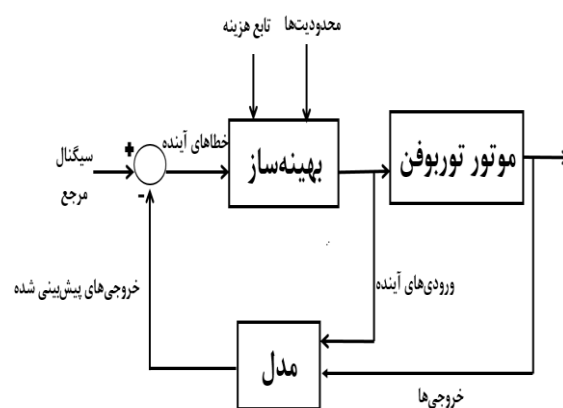 محدودیت‌ها
تابع هزینه
خطاهای آینده
سیگنال
مرجع
+
-
بهینه‌ساز
موتور توربوفن
ورودی‌های آینده
خروجی‌های پیش‌بینی شده
مدل
خروجی‌ها